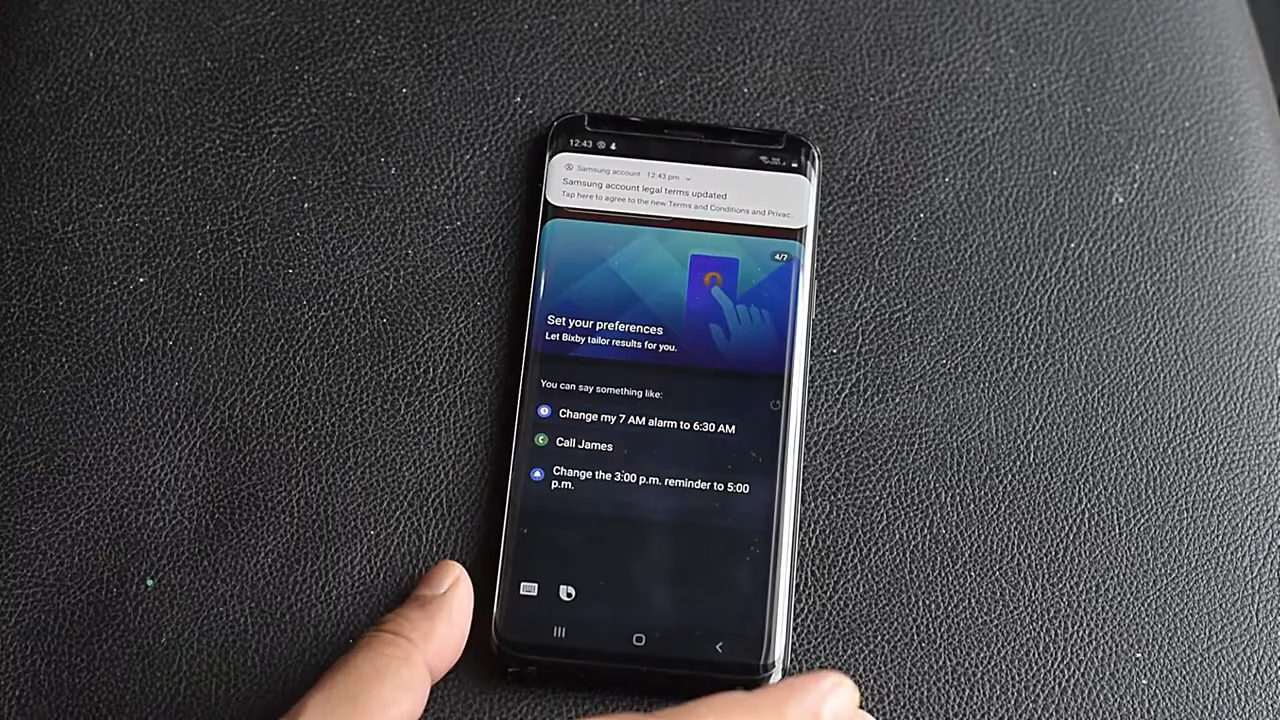 12:43
Samsung account 12:43 pm
Samsung account legal terms updated
Tap here to agree to the new Terms and Conditions and Privac..
4/7
Set your preferences
Let Bixby tailor results for you.
You can say something like:
Change my 7 AM alarm to 6:30 AM
Call James
Change the 3:00 p.m. reminder to 5:00
p.m.